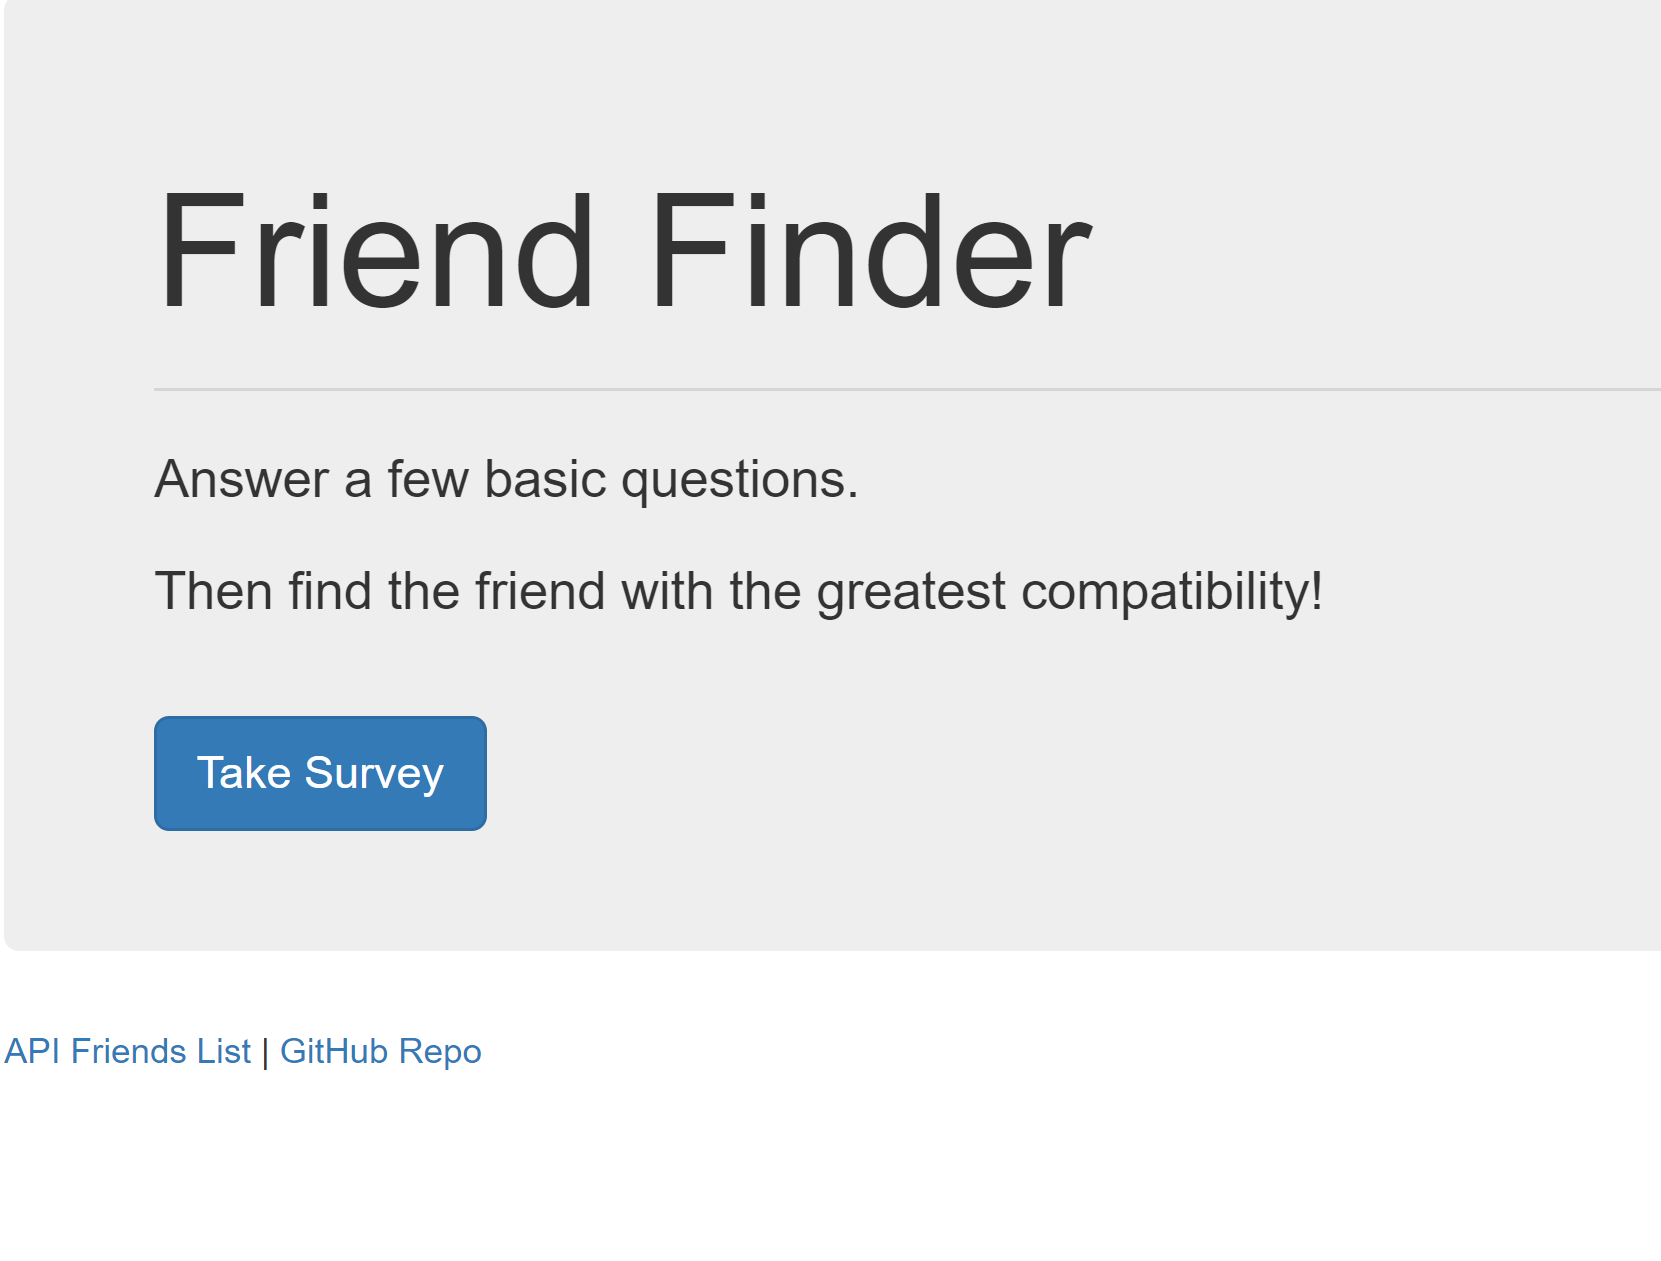 Friend Finder
Answer a few basic questions.
Then find the friend with the greatest compatibility!
Take Survey
API Friends List | GitHub Repo